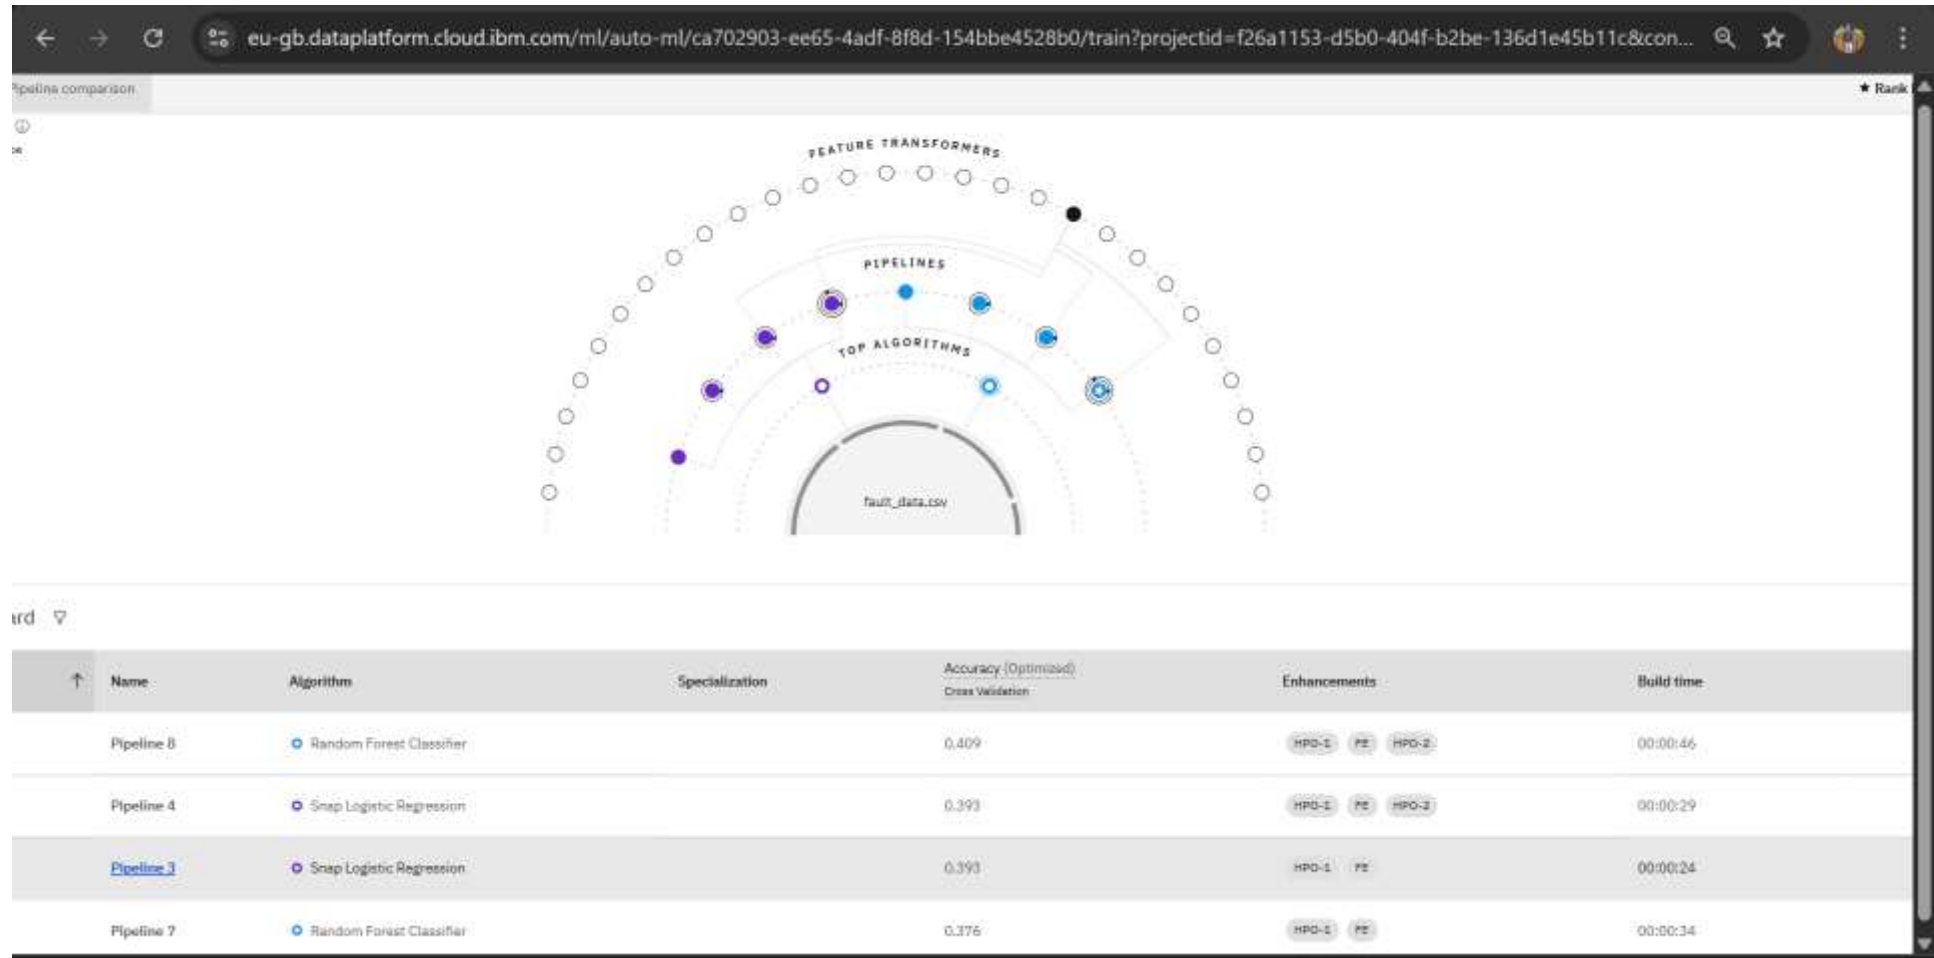 eu-gb.dataplatform.cloud.ibm.com/ml/auto-ml/ca702903-ee65-4adf-8f8d-154bbe4528b0/train?projectid=f26a1153-d5b0-404f-b2be-136d1e45b11c&con...
Pipeline comparison
★ Rank
FEATURE TRANSFORMERS
PIPELINES
TOP ALGORITHMS
fault_data.csv
ard
Name Algorithm Specialization Accuracy (Optimized) Enhancements Build time
Cross Validation
Pipeline 8 Random Forest Classifier 0.409 HPO-1 FE HPO-2 00:00:46
Pipeline 4 Snap Logistic Regression 0.393 HPO-1 FE HPO-2 00:00:29
Pipeline 3 Snap Logistic Regression 0.393 HPO-1 FE 00:00:24
Pipeline 7 Random Forest Classifier 0.376 HPO-1 FE 00:00:34